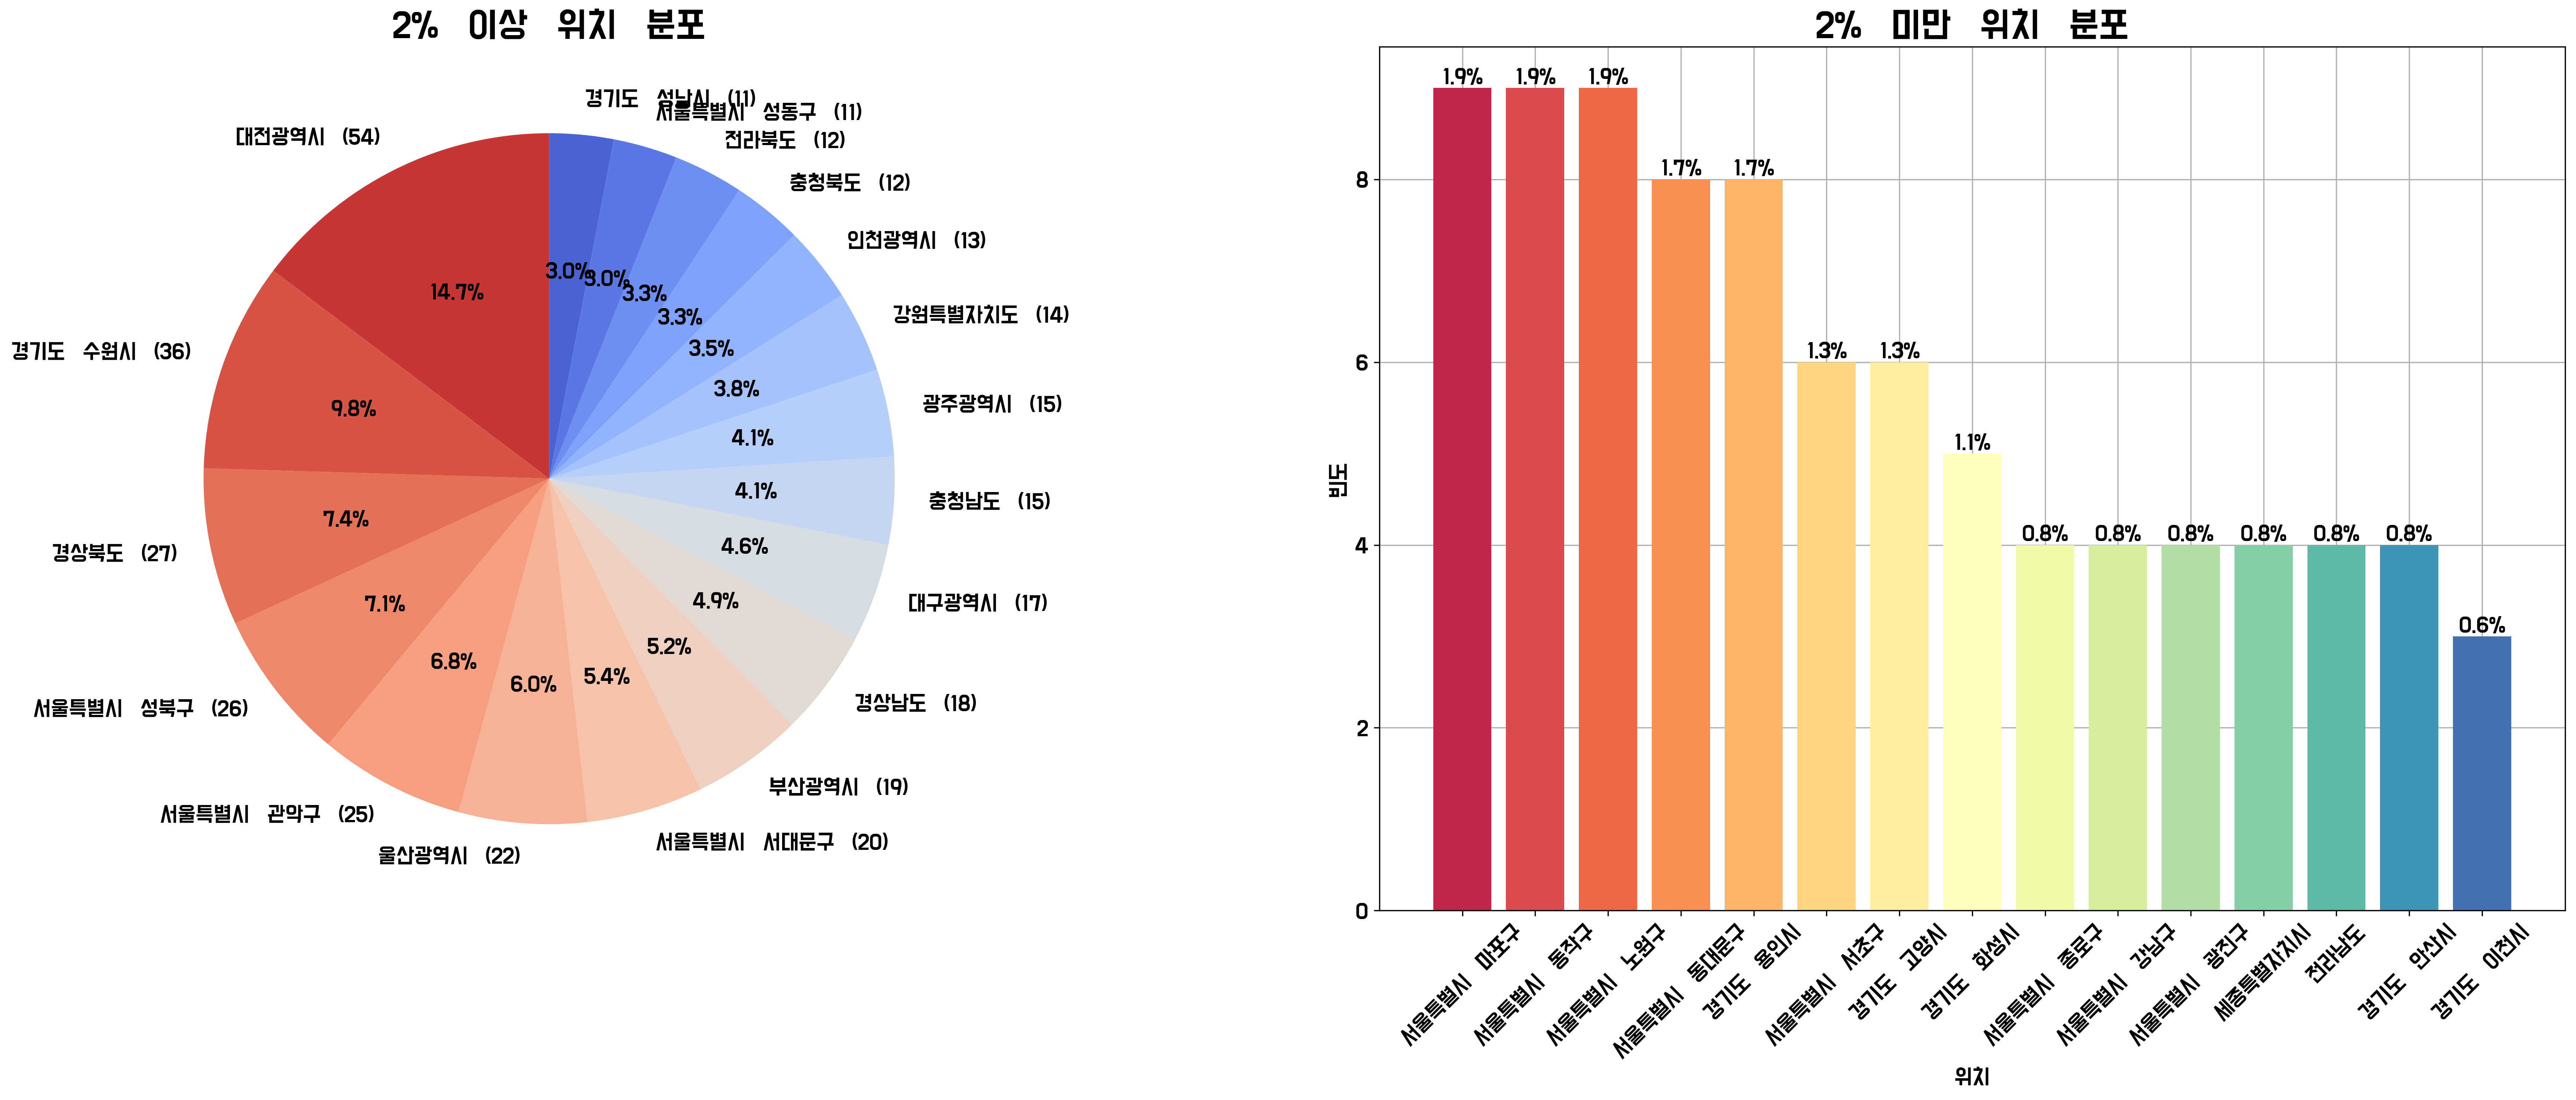 2% 이상 위치 분포
경기도 성남시 (11)
서울특별시 성동구 (11)
전라북도 (12)
충청북도 (12)
인천광역시 (13)
강원특별자치도 (14)
광주광역시 (15)
충청남도 (15)
대구광역시 (17)
경상남도 (18)
부산광역시 (19)
서울특별시 서대문구 (20)
울산광역시 (22)
서울특별시 관악구 (25)
서울특별시 성북구 (26)
경상북도 (27)
경기도 수원시 (36)
대전광역시 (54)
3.0%
3.0%
3.3%
3.3%
3.5%
3.8%
4.1%
4.1%
4.6%
4.9%
5.2%
5.4%
6.0%
6.8%
7.1%
7.4%
9.8%
14.7%
2% 미만 위치 분포
1.9%
1.9%
1.9%
1.7%
1.7%
1.3%
1.3%
1.1%
0.8%
0.8%
0.8%
0.8%
0.8%
0.8%
0.6%
8
6
4
2
0
빈도
서울특별시 마포구
서울특별시 동작구
서울특별시 노원구
서울특별시 동대문구
경기도 용인시
서울특별시 서초구
경기도 고양시
경기도 화성시
서울특별시 종로구
서울특별시 강남구
서울특별시 광진구
세종특별자치시
전라남도
경기도 안산시
경기도 이천시
위치